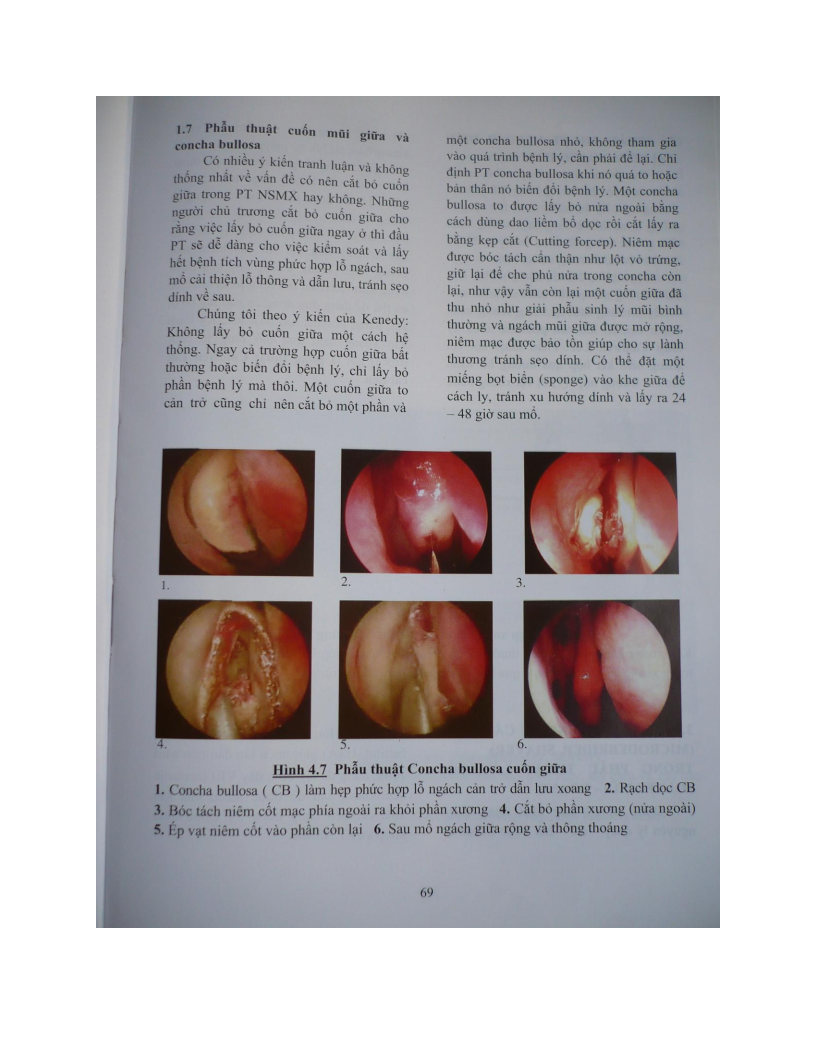 1.7 Phẫu thuật cuốn mũi giữa và
concha bullosa
Có nhiều ý kiến tranh luận và không
thống nhất về vấn đề có nên cắt bỏ cuốn
giữa trong PT NSMX hay không. Những
người chủ trương cắt bỏ cuốn giữa cho
rằng việc lấy bỏ cuốn giữa ngay ở thì đầu
PT sẽ dễ dàng cho việc kiểm soát và lấy
hết bệnh tích vùng phức hợp lỗ ngách, sau
mổ cải thiện lỗ thông và dẫn lưu, tránh sẹo
dính về sau.
Chúng tôi theo ý kiến của Kenedy:
Không lấy bỏ cuốn giữa một cách hệ
thống. Ngay cả trường hợp cuốn giữa bất
thường hoặc biến đổi bệnh lý, chỉ lấy bỏ
phần bệnh lý mà thôi. Một cuốn giữa to
cản trở cũng chỉ nên cắt bỏ một phần và
một concha bullosa nhỏ, không tham gia
vào quá trình bệnh lý, cần phải để lại. Chỉ
định PT concha bullosa khi nó quá to hoặc
bản thân nó biến đổi bệnh lý. Một concha
bullosa to được lấy bỏ nửa ngoài bằng
cách dùng dao liềm bổ dọc rồi cắt lấy ra
bằng kẹp cắt (Cutting forcep). Niêm mạc
được bóc tách cẩn thận như lột vỏ trứng,
giữ lại để che phủ nửa trong concha còn
lại, như vậy vẫn còn lại một cuốn giữa đã
thu nhỏ như giải phẫu sinh lý mũi bình
thường và ngách mũi giữa được mở rộng,
niêm mạc được bảo tồn giúp cho sự lành
thương tránh sẹo dính. Có thể đặt một
miếng bọt biển (sponge) vào khe giữa để
cách ly, tránh xu hướng dính và lấy ra 24
– 48 giờ sau mổ.
1.
2.
3.
4.
5.
6.
Hình 4.7 Phẫu thuật Concha bullosa cuốn giữa
1. Concha bullosa ( CB ) làm hẹp phức hợp lỗ ngách cản trở dẫn lưu xoang 2. Rạch dọc CB
3. Bóc tách niêm cốt mạc phía ngoài ra khỏi phần xương 4. Cắt bỏ phần xương (nửa ngoài)
5. Ép vạt niêm cốt vào phần còn lại 6. Sau mổ ngách giữa rộng và thông thoáng
69